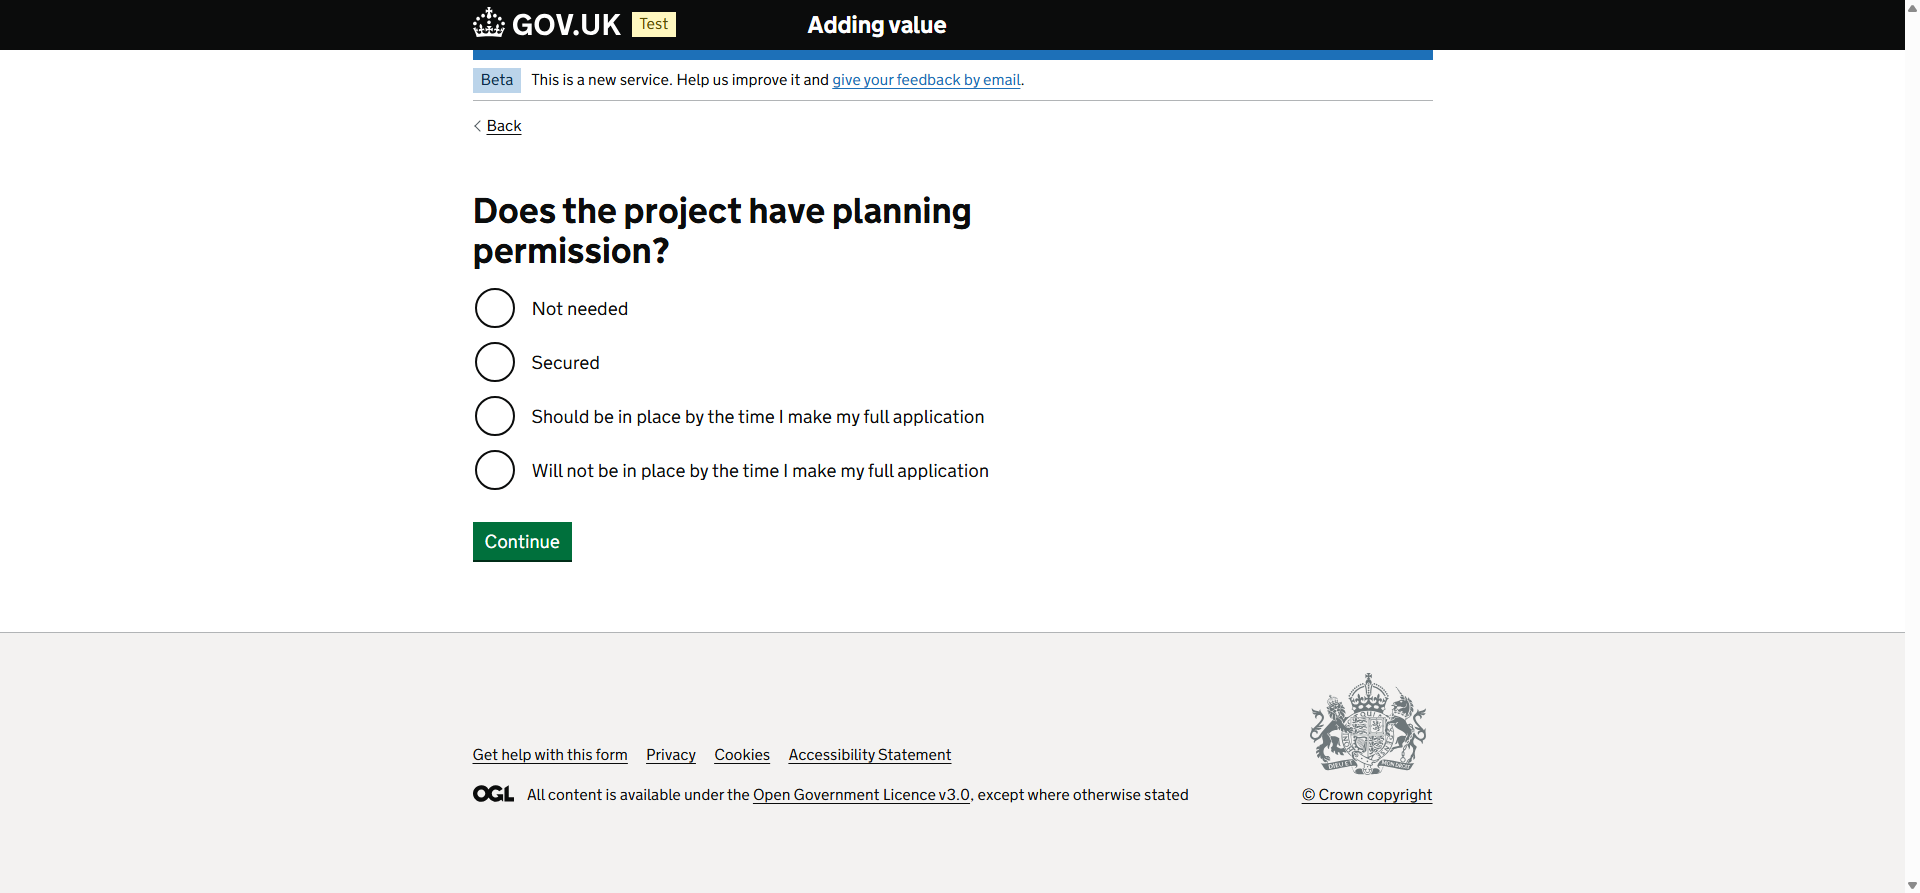 GOV.UK Test Adding value
Beta This is a new service. Help us improve it and give your feedback by email.
Back
Does the project have planning
permission?
Not needed
Secured
Should be in place by the time I make my full application
Will not be in place by the time I make my full application
Continue
Get help with this form Privacy Cookies Accessibility Statement
OGL All content is available under the Open Government Licence v3.0, except where otherwise stated
© Crown copyright